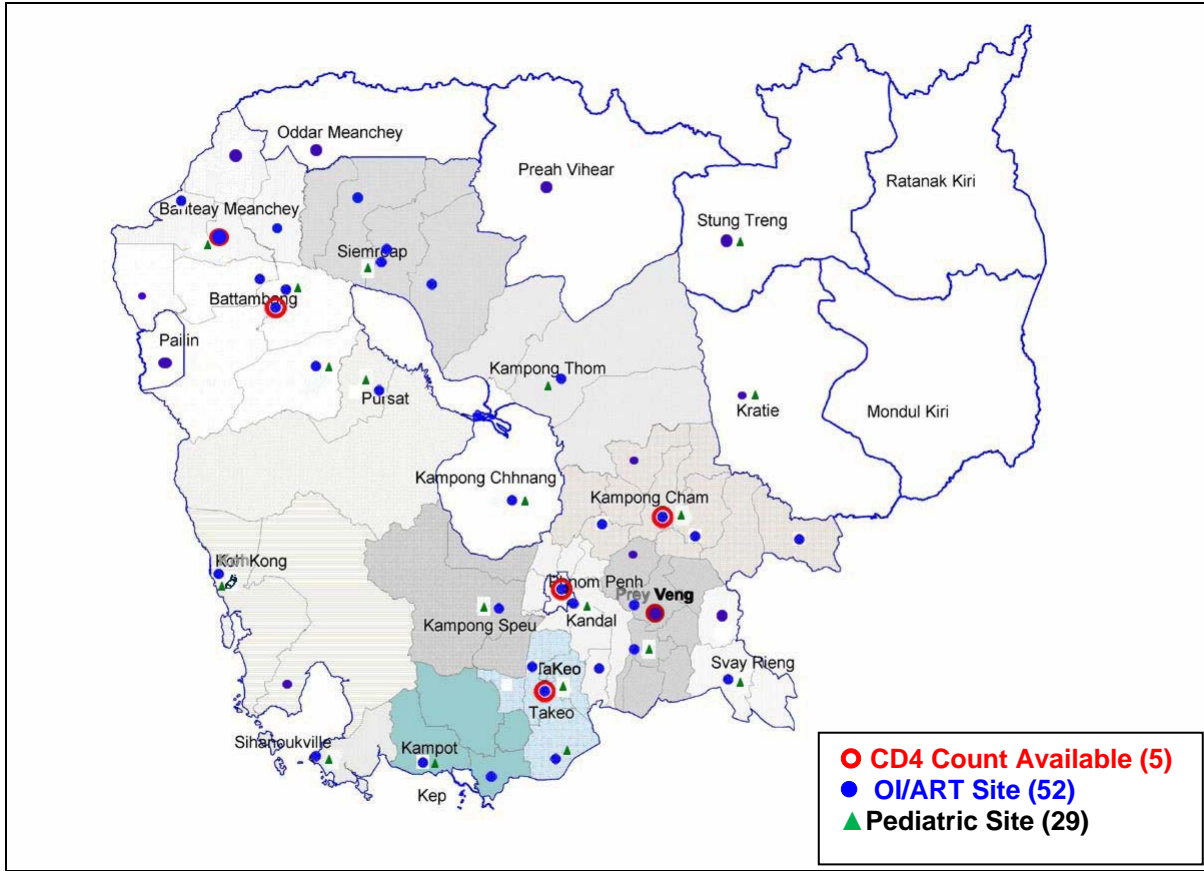 Oddar Meanchey
Preah Vihear
Ratanak Kiri
Banteay Meanchey
Stung Treng
Siemreap
Battambong
Pailin
Kampong Thom
Pursat
Kratie
Mondul Kiri
Kampong Chhnang
Kampong Cham
Koh Kong
Phnom Penh
Prey Veng
Kampong Speu
Kandal
TaKeo
Svay Rieng
Takeo
Sihanoukville
Kampot
Kep
CD4 Count Available (5)
OI/ART Site (52)
Pediatric Site (29)